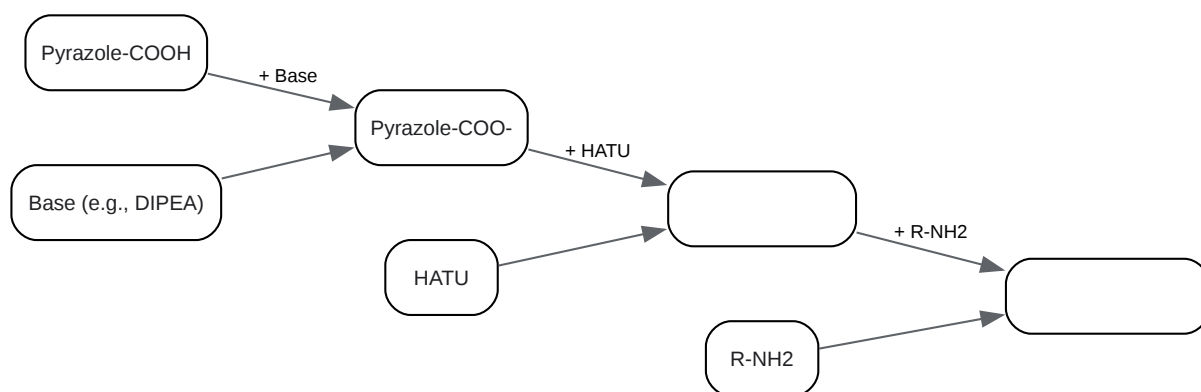 Pyrazole-COOH
+ Base
Pyrazole-COO-
Base (e.g., DIPEA)
+ HATU
HATU
+ R-NH2
R-NH2